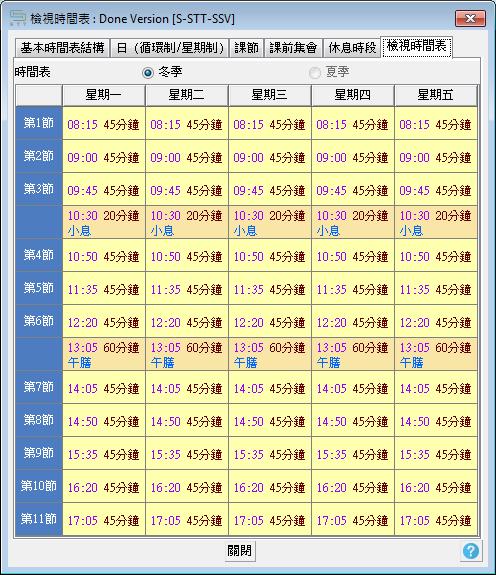 檢視時間表 : Done Version [S-STT-SSV]
基本時間表結構 日（循環制/星期制） 課節 課前集會 休息時段 檢視時間表
時間表 冬季 夏季
星期一 星期二 星期三 星期四 星期五
第1節 08:15 45分鐘 08:15 45分鐘 08:15 45分鐘 08:15 45分鐘 08:15 45分鐘
第2節 09:00 45分鐘 09:00 45分鐘 09:00 45分鐘 09:00 45分鐘 09:00 45分鐘
第3節 09:45 45分鐘 09:45 45分鐘 09:45 45分鐘 09:45 45分鐘 09:45 45分鐘
10:30 20分鐘 10:30 20分鐘 10:30 20分鐘 10:30 20分鐘 10:30 20分鐘
小息 小息 小息 小息 小息
第4節 10:50 45分鐘 10:50 45分鐘 10:50 45分鐘 10:50 45分鐘 10:50 45分鐘
第5節 11:35 45分鐘 11:35 45分鐘 11:35 45分鐘 11:35 45分鐘 11:35 45分鐘
第6節 12:20 45分鐘 12:20 45分鐘 12:20 45分鐘 12:20 45分鐘 12:20 45分鐘
13:05 60分鐘 13:05 60分鐘 13:05 60分鐘 13:05 60分鐘 13:05 60分鐘
午膳 午膳 午膳 午膳 午膳
第7節 14:05 45分鐘 14:05 45分鐘 14:05 45分鐘 14:05 45分鐘 14:05 45分鐘
第8節 14:50 45分鐘 14:50 45分鐘 14:50 45分鐘 14:50 45分鐘 14:50 45分鐘
第9節 15:35 45分鐘 15:35 45分鐘 15:35 45分鐘 15:35 45分鐘 15:35 45分鐘
第10節 16:20 45分鐘 16:20 45分鐘 16:20 45分鐘 16:20 45分鐘 16:20 45分鐘
第11節 17:05 45分鐘 17:05 45分鐘 17:05 45分鐘 17:05 45分鐘 17:05 45分鐘
關閉 ?